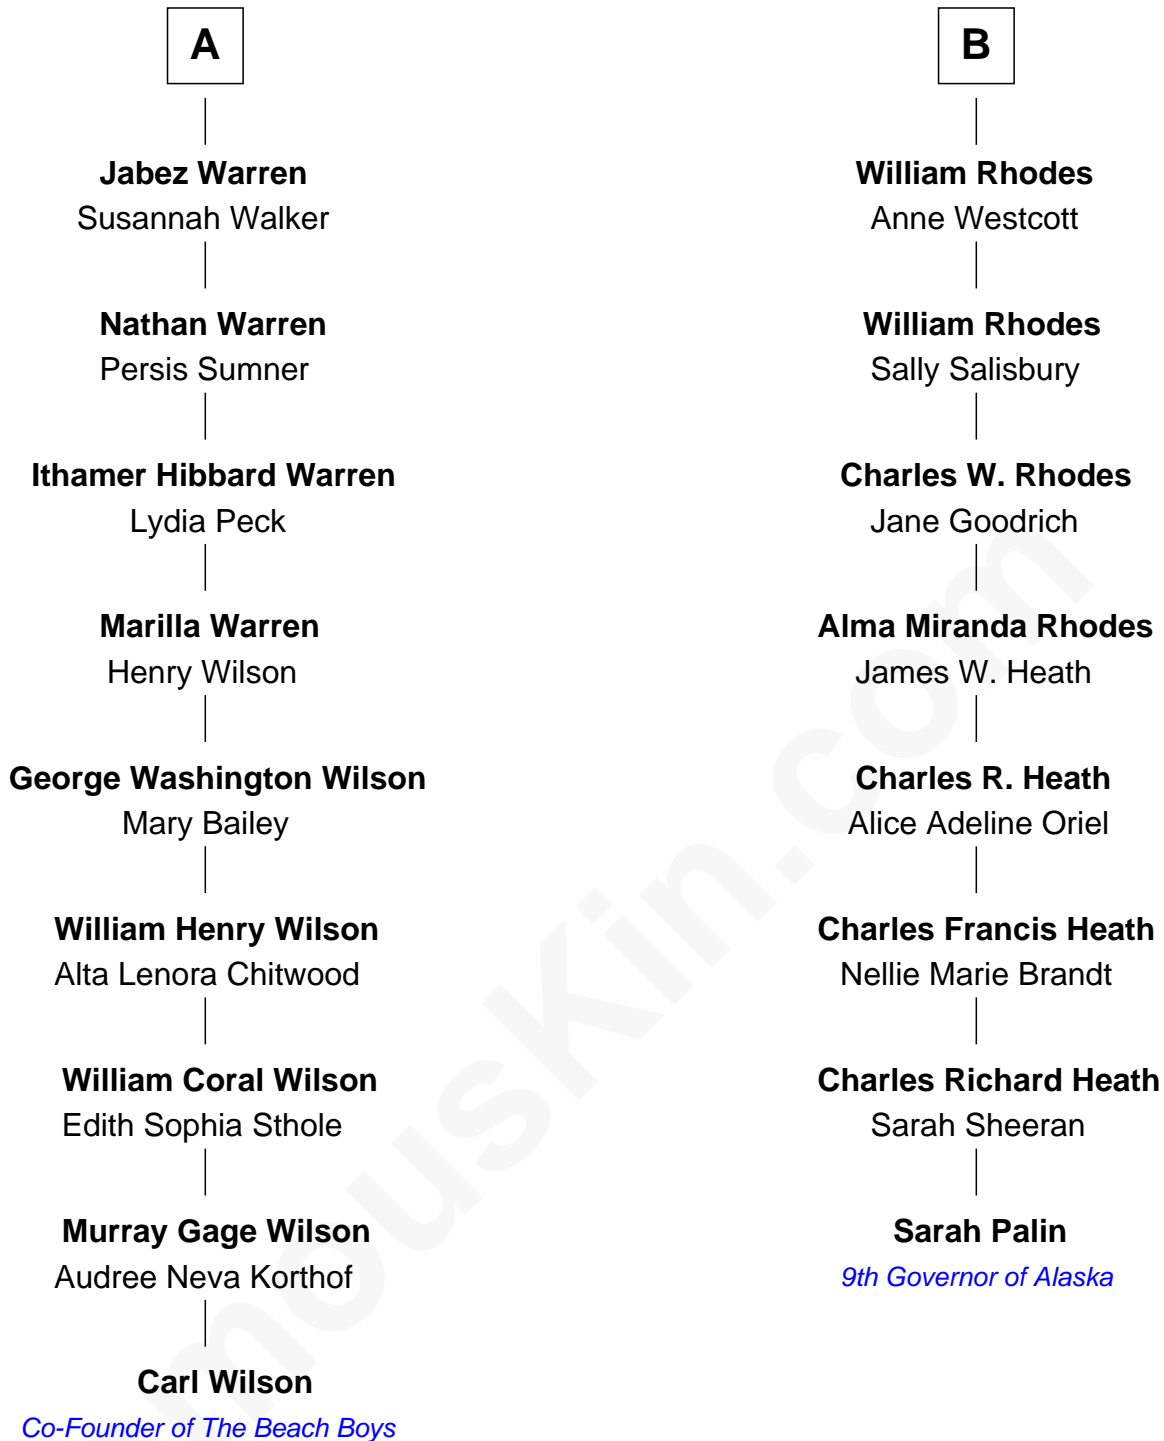 A
Jabez Warren
Susannah Walker
Nathan Warren
Persis Sumner
Ithamer Hibbard Warren
Lydia Peck
Marilla Warren
Henry Wilson
George Washington Wilson
Mary Bailey
William Henry Wilson
Alta Lenora Chitwood
William Coral Wilson
Edith Sophia Sthole
Murray Gage Wilson
Audree Neva Korthof
Carl Wilson
Co-Founder of The Beach Boys
B
William Rhodes
Anne Westcott
William Rhodes
Sally Salisbury
Charles W. Rhodes
Jane Goodrich
Alma Miranda Rhodes
James W. Heath
Charles R. Heath
Alice Adeline Oriel
Charles Francis Heath
Nellie Marie Brandt
Charles Richard Heath
Sarah Sheeran
Sarah Palin
9th Governor of Alaska
mousKin.com